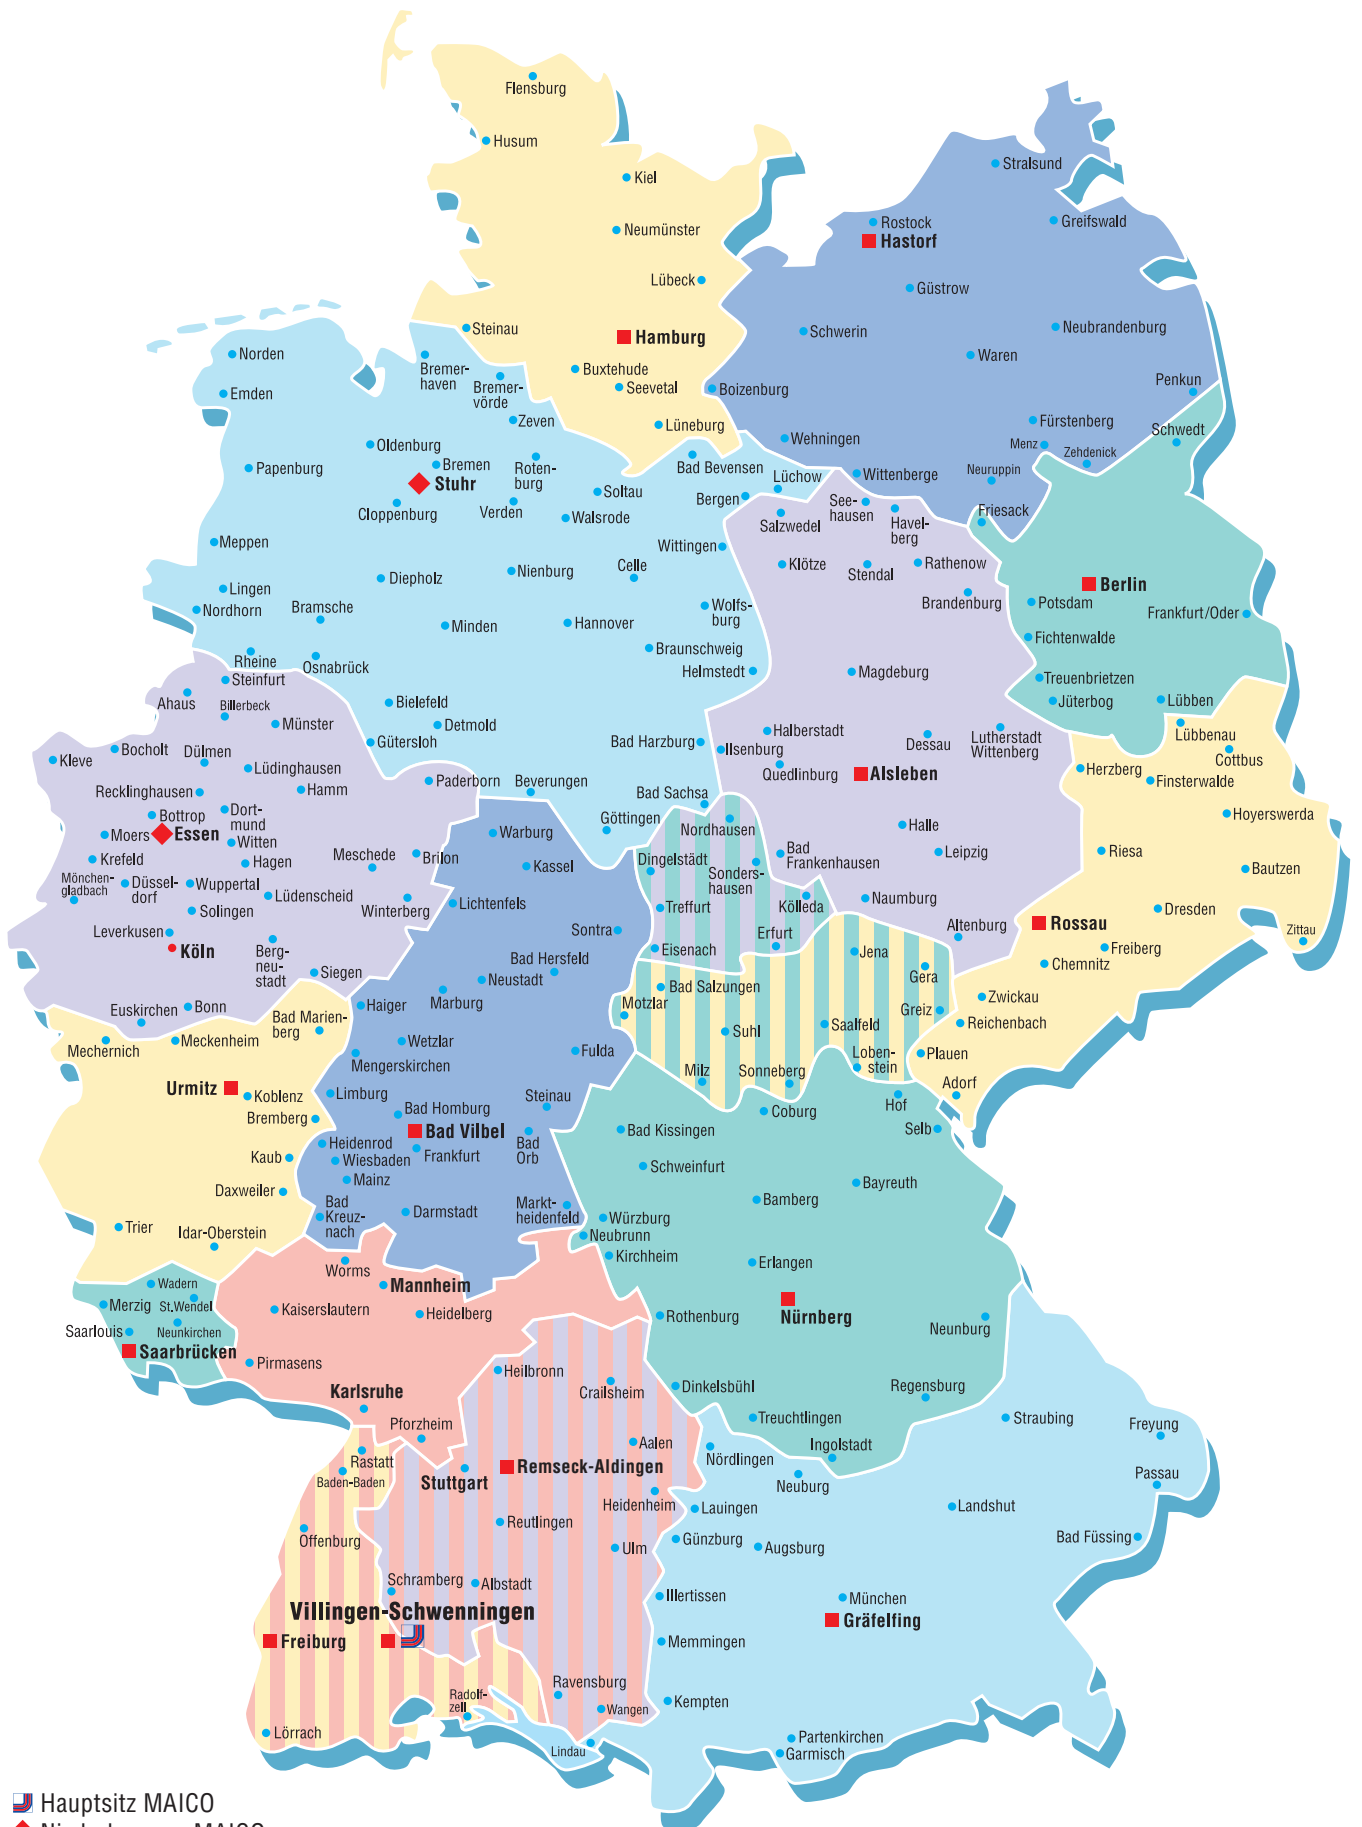 Flensburg
Husum
Stralsund
Kiel
Rostock
Greifswald
Neumünster
Hastorf
Lübeck
Güstrow
Steinau
Schwerin
Neubrandenburg
Hamburg
Norden
Bremer-
haven
Waren
Buxtehude
Bremer-
vörde
Seevetal
Boizenburg
Penkun
Emden
Zeven
Lüneburg
Fürstenberg
Schwedt
Wehningen
Oldenburg
Menz
Zehdenick
Papenburg
Bremen
Roten-
burg
Bad Bevensen
Lüchow
Wittenberge
Neuruppin
Stuhr
Soltau
Bergen
See-
hausen
Havel-
berg
Friesack
Cloppenburg
Verden
Walsrode
Salzwedel
Meppen
Wittingen
Klötze
Stendal
Rathenow
Lingen
Diepholz
Nienburg
Celle
Brandenburg
Berlin
Nordhorn
Bramsche
Wolfs-
burg
Potsdam
Frankfurt/Oder
Minden
Hannover
Fichtenwalde
Rheine
Osnabrück
Braunschweig
Helmstedt
Magdeburg
Steinfurt
Treuenbrietzen
Ahaus
Billerbeck
Bielefeld
Jüterbog
Lübben
Münster
Detmold
Halberstadt
Dessau
Lutherstadt
Wittenberg
Lübbenau
Bocholt
Dülmen
Gütersloh
Bad Harzburg
Ilsenburg
Cottbus
Kleve
Lüdinghausen
Quedlinburg
Alsleben
Herzberg
Finsterwalde
Recklinghausen
Hamm
Paderborn
Beverungen
Bad Sachsa
Bottrop
Dort-
mund
Göttingen
Nordhausen
Hoyerswerda
Moers
Essen
Witten
Warburg
Halle
Krefeld
Hagen
Meschede
Brilon
Kassel
Dingelstädt
Sonders-
hausen
Bad
Frankenhausen
Leipzig
Riesa
Bautzen
Mönchen-
gladbach
Düssel-
dorf
Wuppertal
Lüdenscheid
Winterberg
Lichtenfels
Treffurt
Kölleda
Naumburg
Solingen
Dresden
Leverkusen
Sontra
Altenburg
Rossau
Zittau
Köln
Berg-
neu-
stadt
Siegen
Bad Hersfeld
Eisenach
Erfurt
Jena
Gera
Freiberg
Chemnitz
Neustadt
Bad Salzungen
Euskirchen
Bonn
Bad Marien-
berg
Haiger
Marburg
Motzlar
Greiz
Zwickau
Reichenbach
Mechernich
Meckenheim
Wetzlar
Suhl
Saalfeld
Mengerskirchen
Fulda
Loben-
stein
Plauen
Urmitz
Koblenz
Limburg
Steinau
Milz
Sonneberg
Adorf
Bremberg
Bad Homburg
Coburg
Hof
Heidenrod
Bad Vilbel
Bad
Orb
Bad Kissingen
Selb
Kaub
Wiesbaden
Frankfurt
Mainz
Schweinfurt
Daxweiler
Bayreuth
Bad
Kreuz-
nach
Darmstadt
Markt-
heidenfeld
Bamberg
Trier
Idar-Oberstein
Würzburg
Neubrunn
Kirchheim
Worms
Erlangen
Wadern
Mannheim
Merzig
St.Wendel
Kaiserslautern
Heidelberg
Rothenburg
Nürnberg
Neunburg
Saarlouis
Neunkirchen
Saarbrücken
Pirmasens
Heilbronn
Crailsheim
Dinkelsbühl
Regensburg
Karlsruhe
Treuchtlingen
Straubing
Pforzheim
Freyung
Rastatt
Aalen
Nördlingen
Ingolstadt
Baden-Baden
Stuttgart
Remseck-Aldingen
Neuburg
Passau
Heidenheim
Lauingen
Landshut
Offenburg
Reutlingen
Günzburg
Augsburg
Bad Füssing
Ulm
Schramberg
Albstadt
Illertissen
München
Villingen-Schwenningen
Gräfelfing
Freiburg
Memmingen
Ravensburg
Radolf-
zell
Wangen
Kempten
Lörrach
Lindau
Partenkirchen
Garmisch
Hauptsitz MAICO